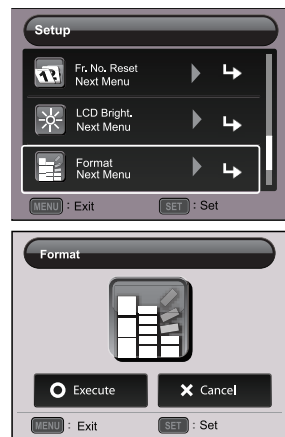 Setup
Fr. No. Reset
Next Menu
LCD Bright.
Next Menu
Format
Next Menu
MENU : Exit SET : Set
Format
Execute Cancel
MENU : Exit SET : Set